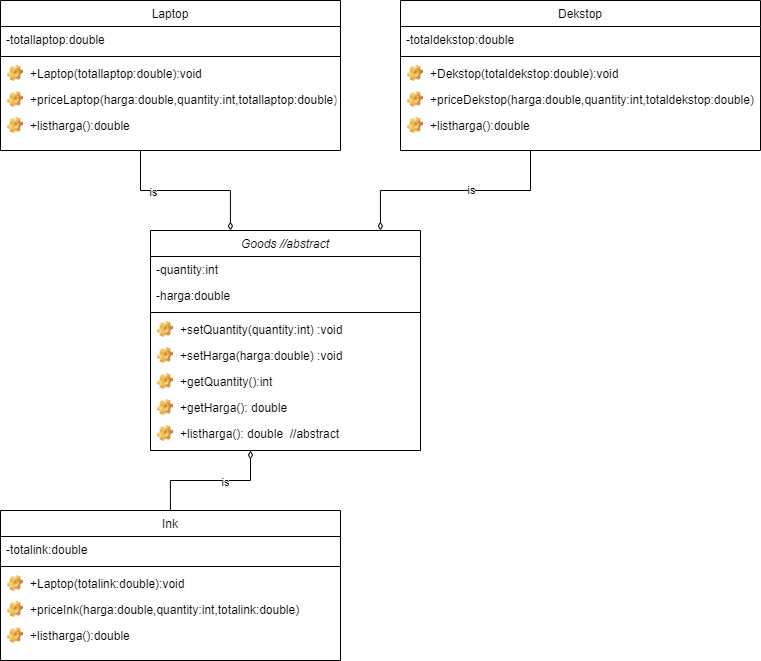 Laptop
-totallaptop:double
+Laptop(totallaptop:double):void
+priceLaptop(harga:double,quantity:int,totallaptop:double)
+listharga():double
Dekstop
-totaldekstop:double
+Dekstop(totaldekstop:double):void
+priceDekstop(harga:double,quantity:int,totaldekstop:double)
+listharga():double
is
is
Goods //abstract
-quantity:int
-harga:double
+setQuantity(quantity:int) :void
+setHarga(harga:double) :void
+getQuantity():int
+getHarga(): double
+listharga(): double  //abstract
is
Ink
-totalink:double
+Laptop(totalink:double):void
+priceInk(harga:double,quantity:int,totalink:double)
+listharga():double